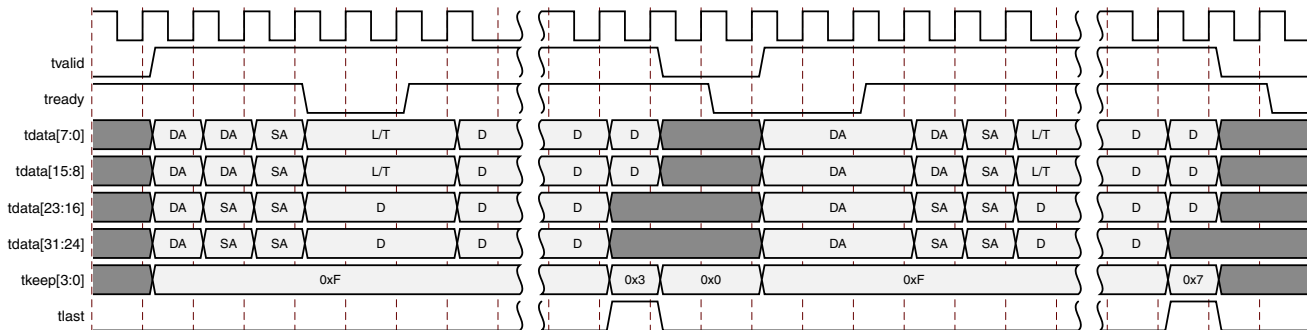 tvalid
tready
tdata[7:0] DA DA SA L/T D D D DA DA SA L/T D D
tdata[15:8] DA DA SA L/T D D D DA DA SA L/T D D
tdata[23:16] DA SA SA D D D DA SA SA D D D
tdata[31:24] DA SA SA D D D DA SA SA D D
tkeep[3:0] 0xF 0x3 0x0 0xF 0x7
tlast